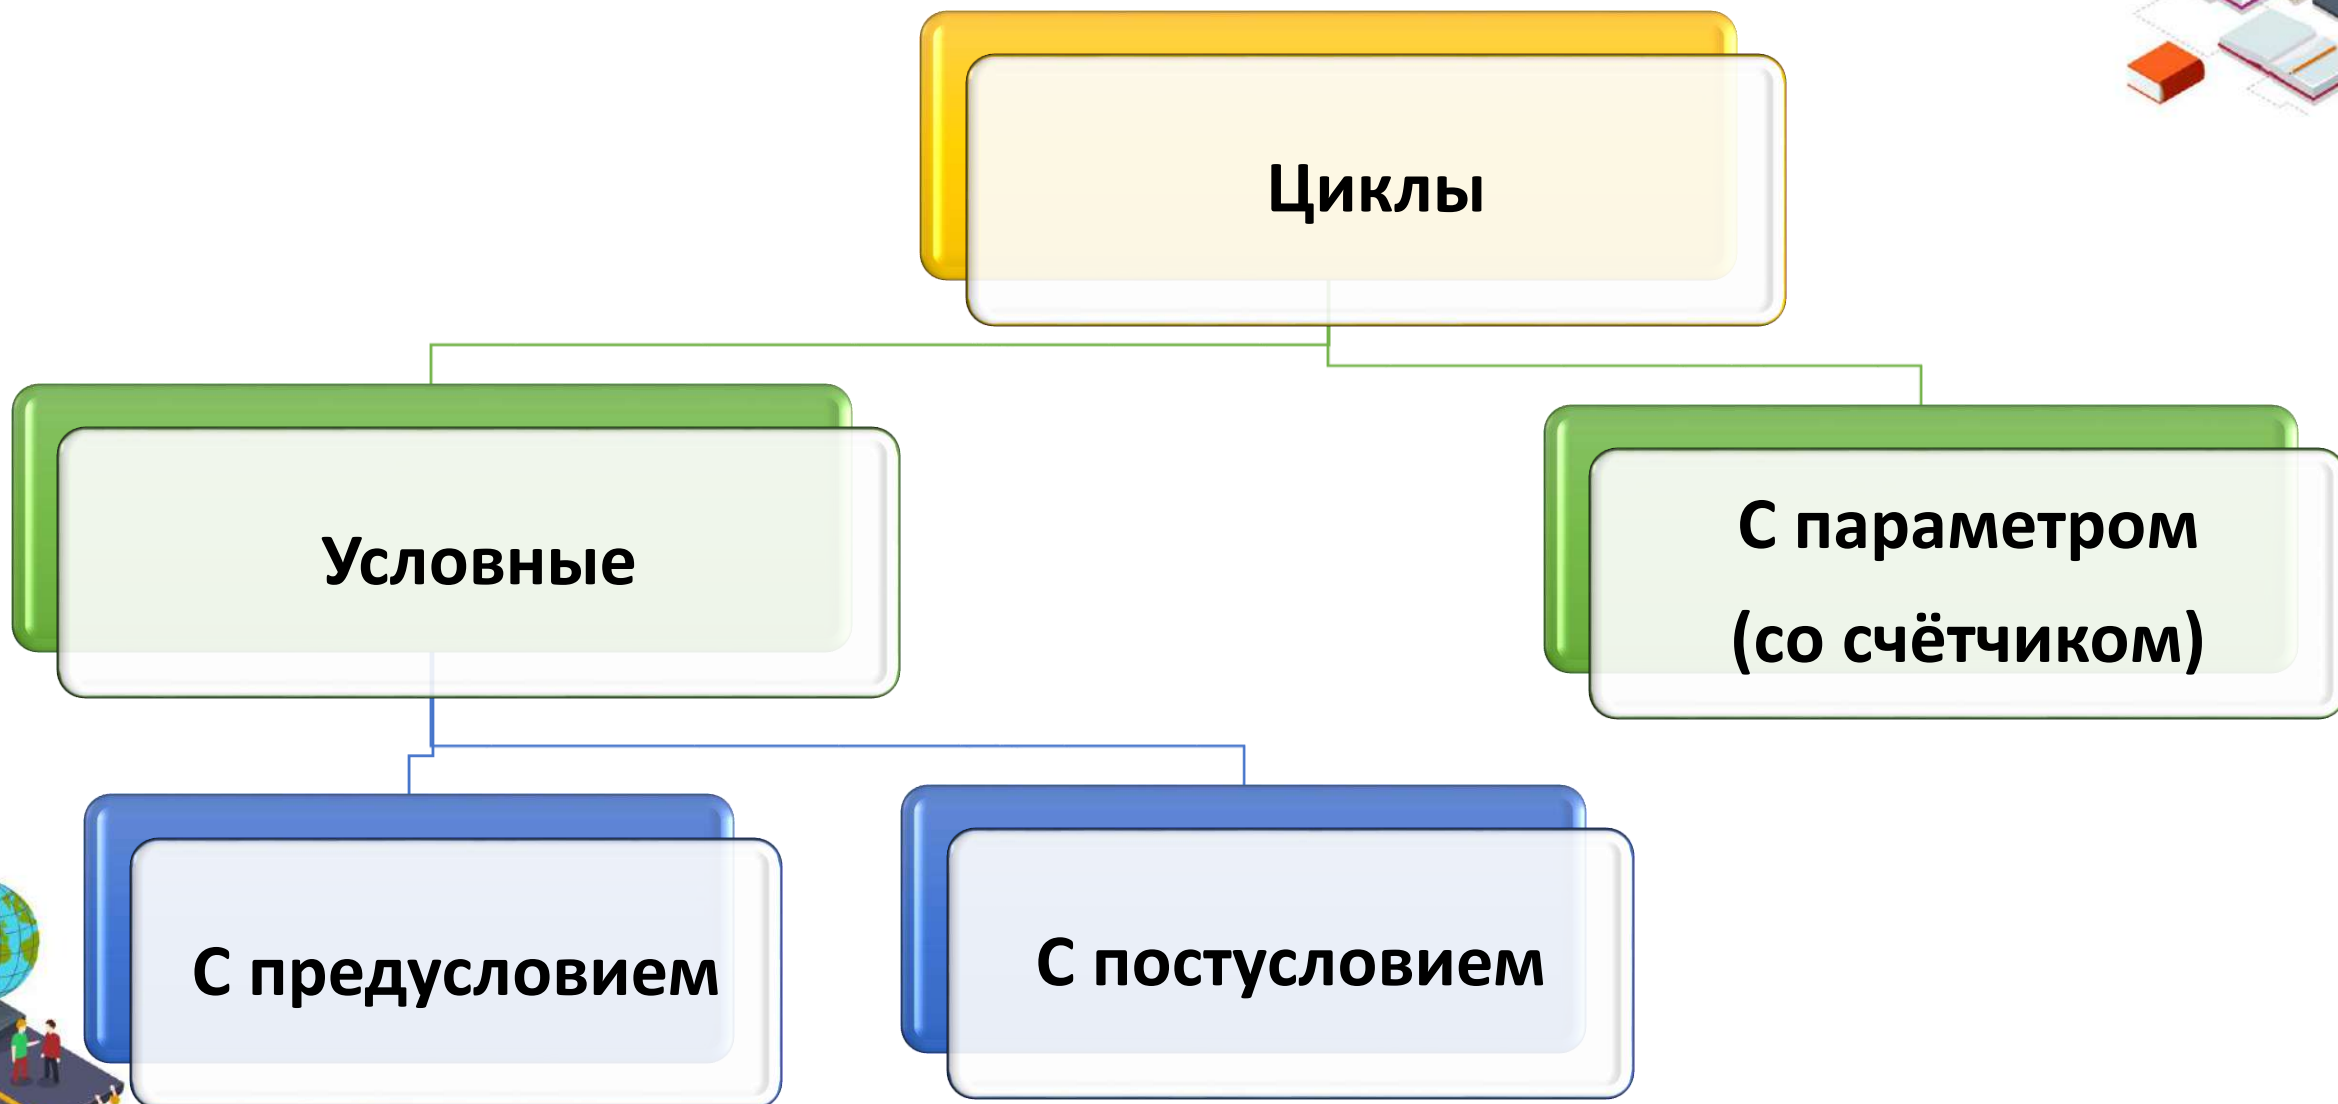 Циклы
Условные
С параметром
(со счётчиком)
С предусловием
С постусловием